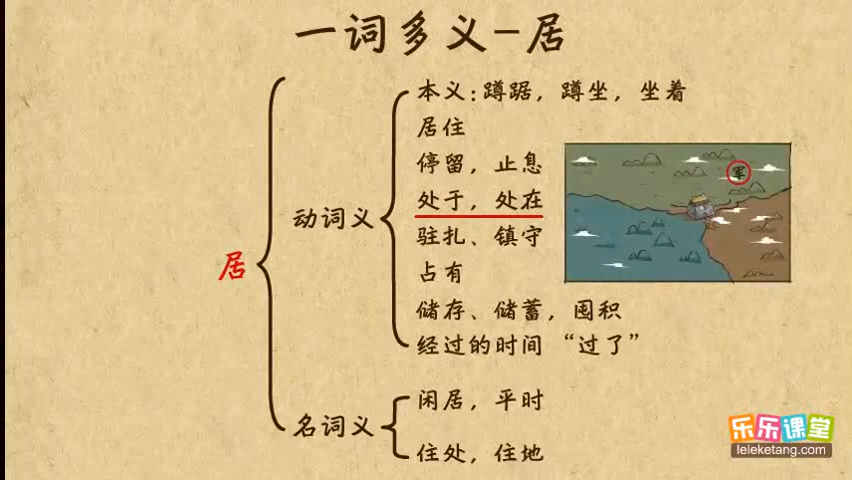 一词多义-居
居
动词义
本义：蹲踞，蹲坐，坐着
居住
停留，止息
处于，处在
驻扎、镇守
占有
储存、储蓄，囤积
经过的时间 “过了”
名词义
闲居，平时
住处，住地
军
乐乐课堂
leleketang.com